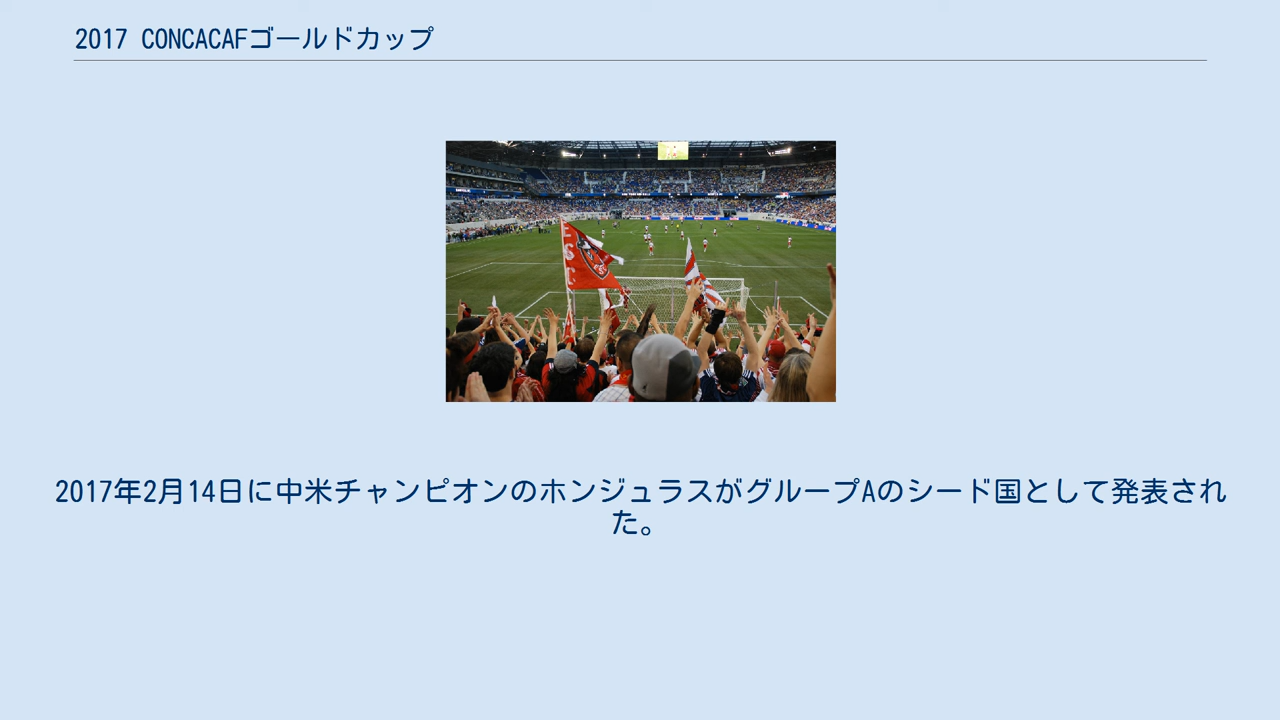 2017 CONCACAFゴールドカップ
2017年2月14日に中米チャンピオンのホンジュラスがグループAのシード国として発表され
た。